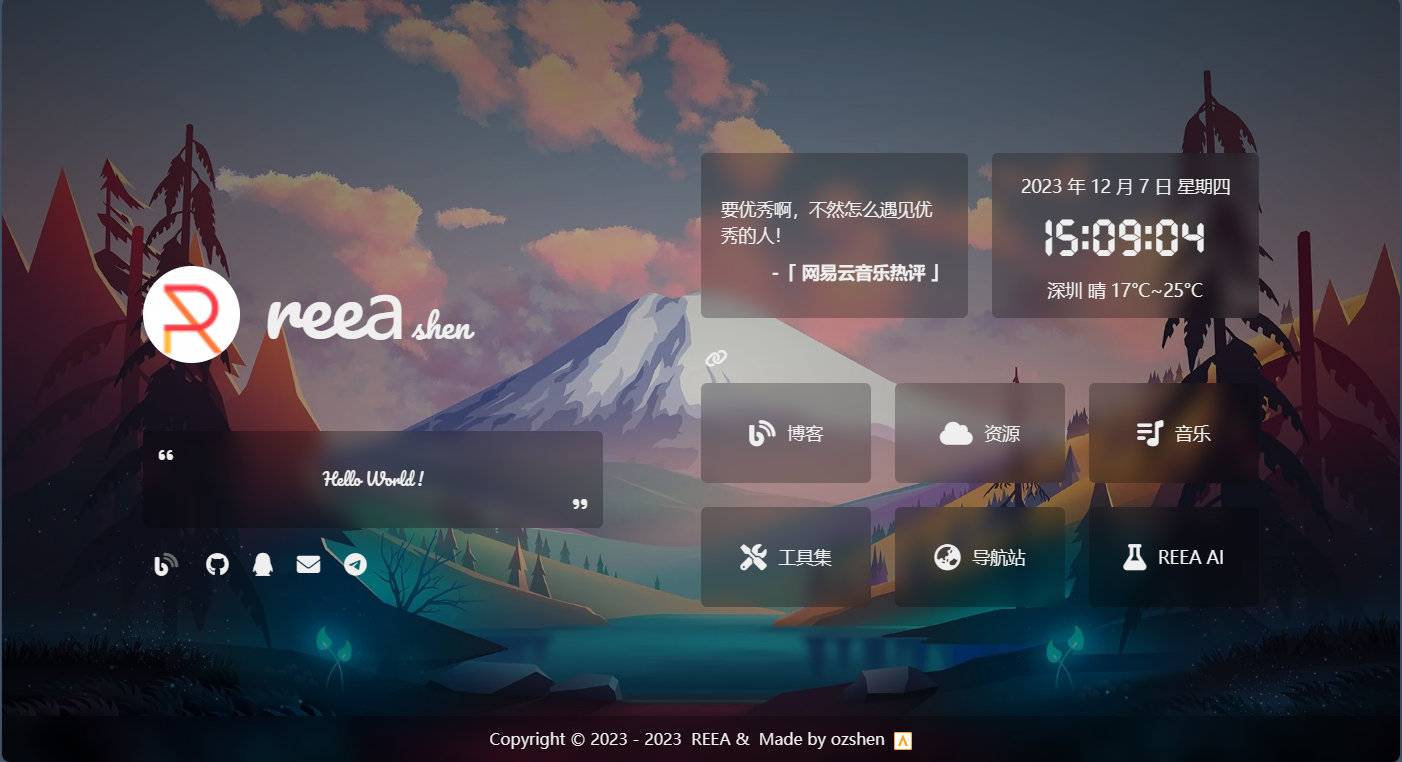 reea shen
“
Hello World !
”
要优秀啊，不然怎么遇见优
秀的人！
-「 网易云音乐热评 」
2023 年 12 月 7 日 星期四
15:09:04
深圳 晴 17°C~25°C
博客
资源
音乐
工具集
导航站
REEA AI
Copyright © 2023 - 2023 REEA & Made by ozshen